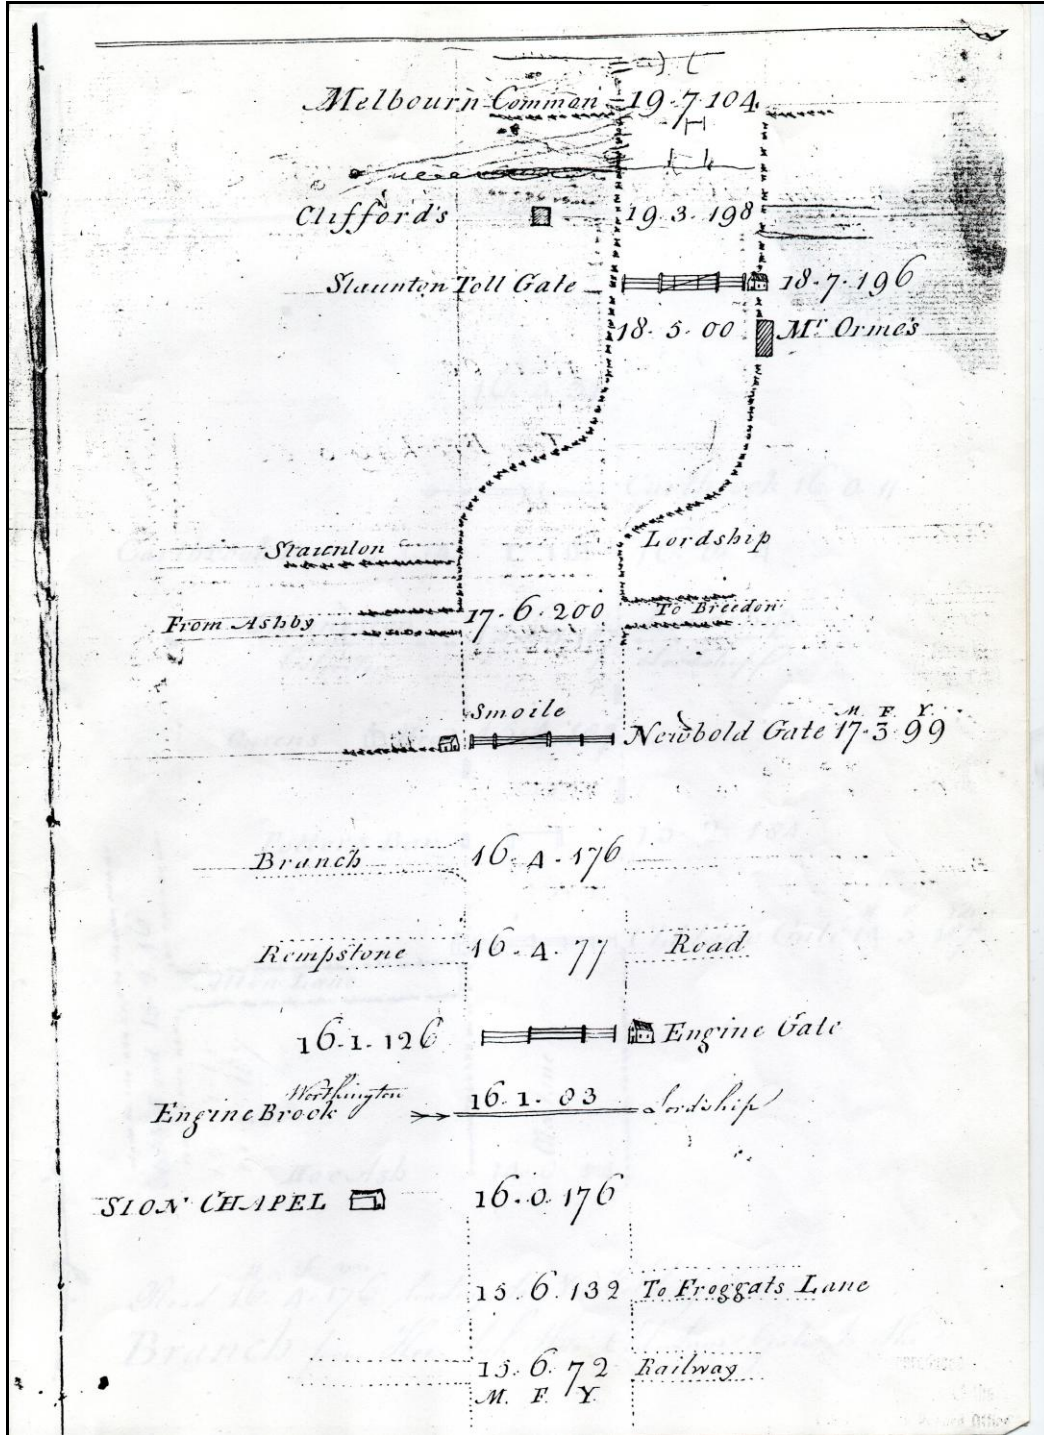 Melbourn Common 19.7.104
Clifford's 19.3.198
Staunton Toll Gate 18.7.196
18.5.00 Mr Orme's
Lordship
Staunton
From Ashby 17.6.200 To Breedon
Smoile
M. F. Y.
Newbold Gate 17.3.99
Branch 16.4.176
Rempstone 16.4.77 Road
16.1.126 Engine Gate
Worthington
Engine Brook 16.1.03 Lordship
SION CHAPEL 16.0.176
15.6.132 To Froggats Lane
15.6.72 Railway
M. F. Y.